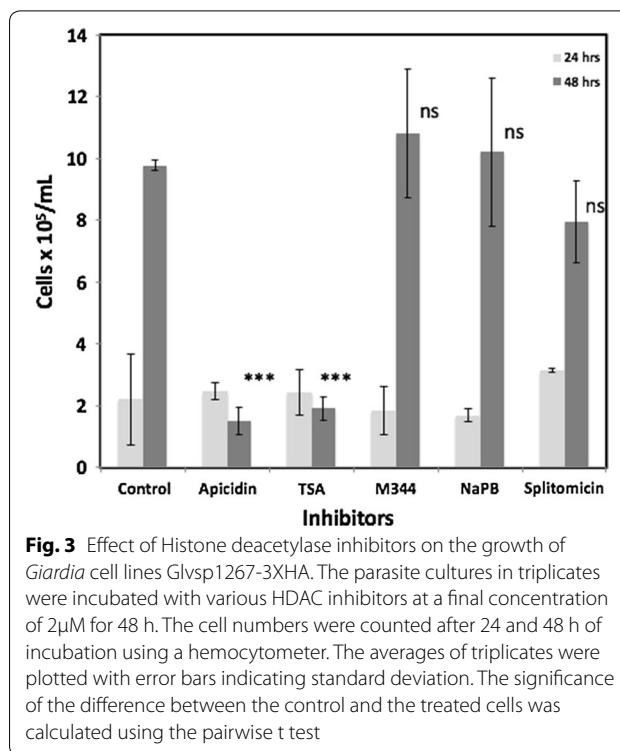 14
12
10
8
6
4
2
0
Cells x 10⁵/mL
24 hrs
48 hrs
ns
ns
ns
***
***
Control Apicidin TSA M344 NaPB Splitomicin
Inhibitors
Fig. 3 Effect of Histone deacetylase inhibitors on the growth of
Giardia cell lines Glvsp1267-3XHA. The parasite cultures in triplicates
were incubated with various HDAC inhibitors at a final concentration
of 2µM for 48 h. The cell numbers were counted after 24 and 48 h of
incubation using a hemocytometer. The averages of triplicates were
plotted with error bars indicating standard deviation. The significance
of the difference between the control and the treated cells was
calculated using the pairwise t test